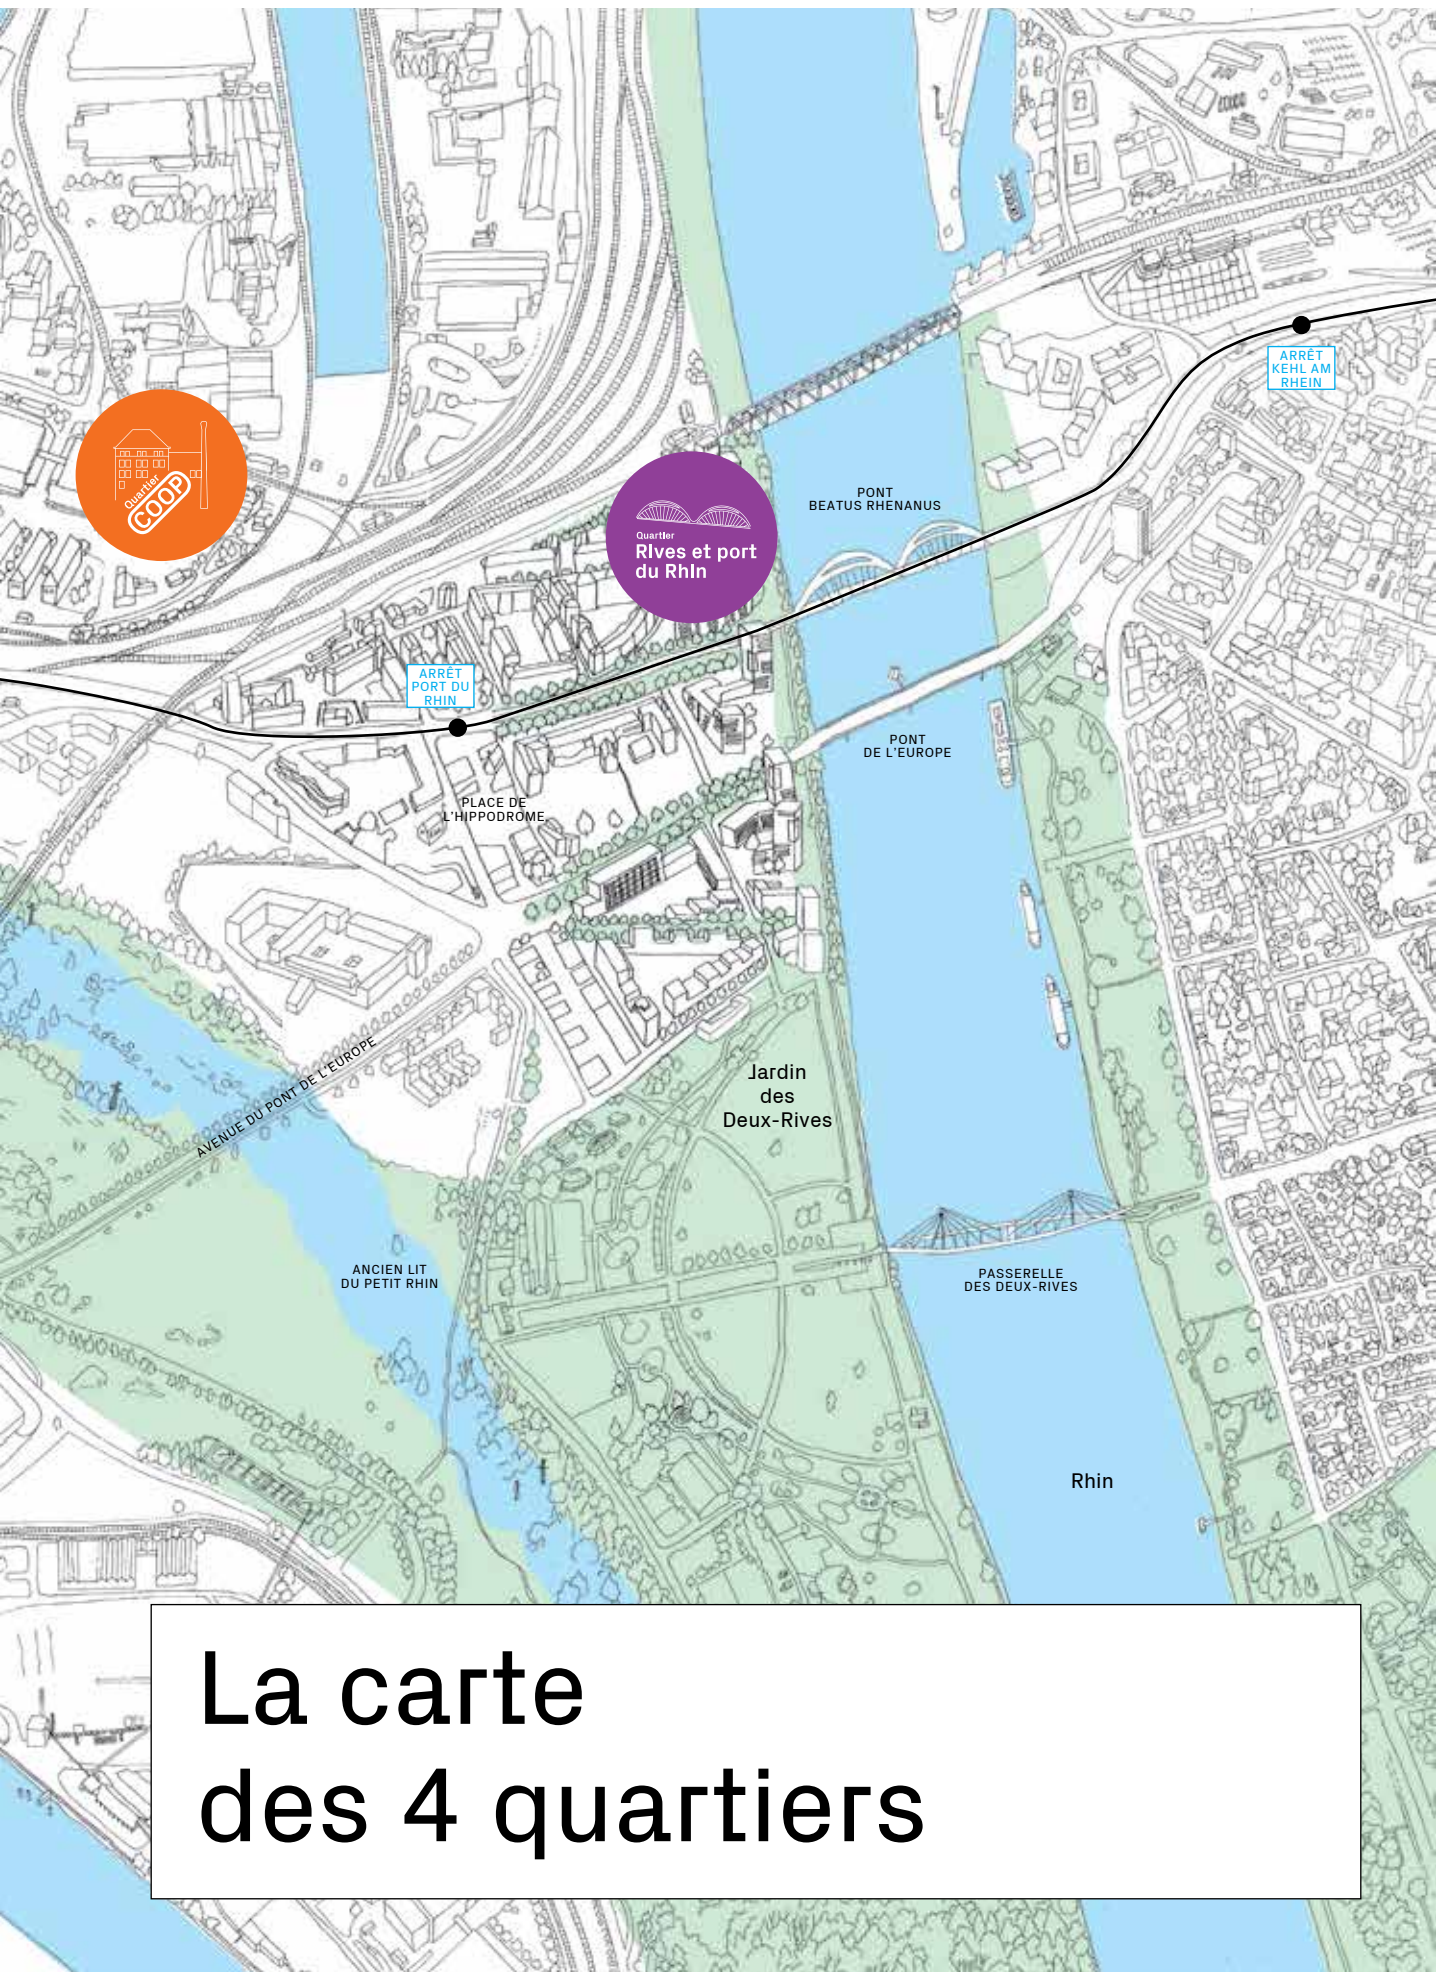 ARRÊT
KEHL AM
RHEIN
Quartier
COOP
PONT
BEATUS RHENANUS
Quartier
RIves et port
du RhIn
ARRÊT
PORT DU
RHIN
PONT
DE L'EUROPE
PLACE DE
L'HIPPODROME
AVENUE DU PONT DE L'EUROPE
Jardin
des
Deux-Rives
ANCIEN LIT
DU PETIT RHIN
PASSERELLE
DES DEUX-RIVES
Rhin
La carte
des 4 quartiers